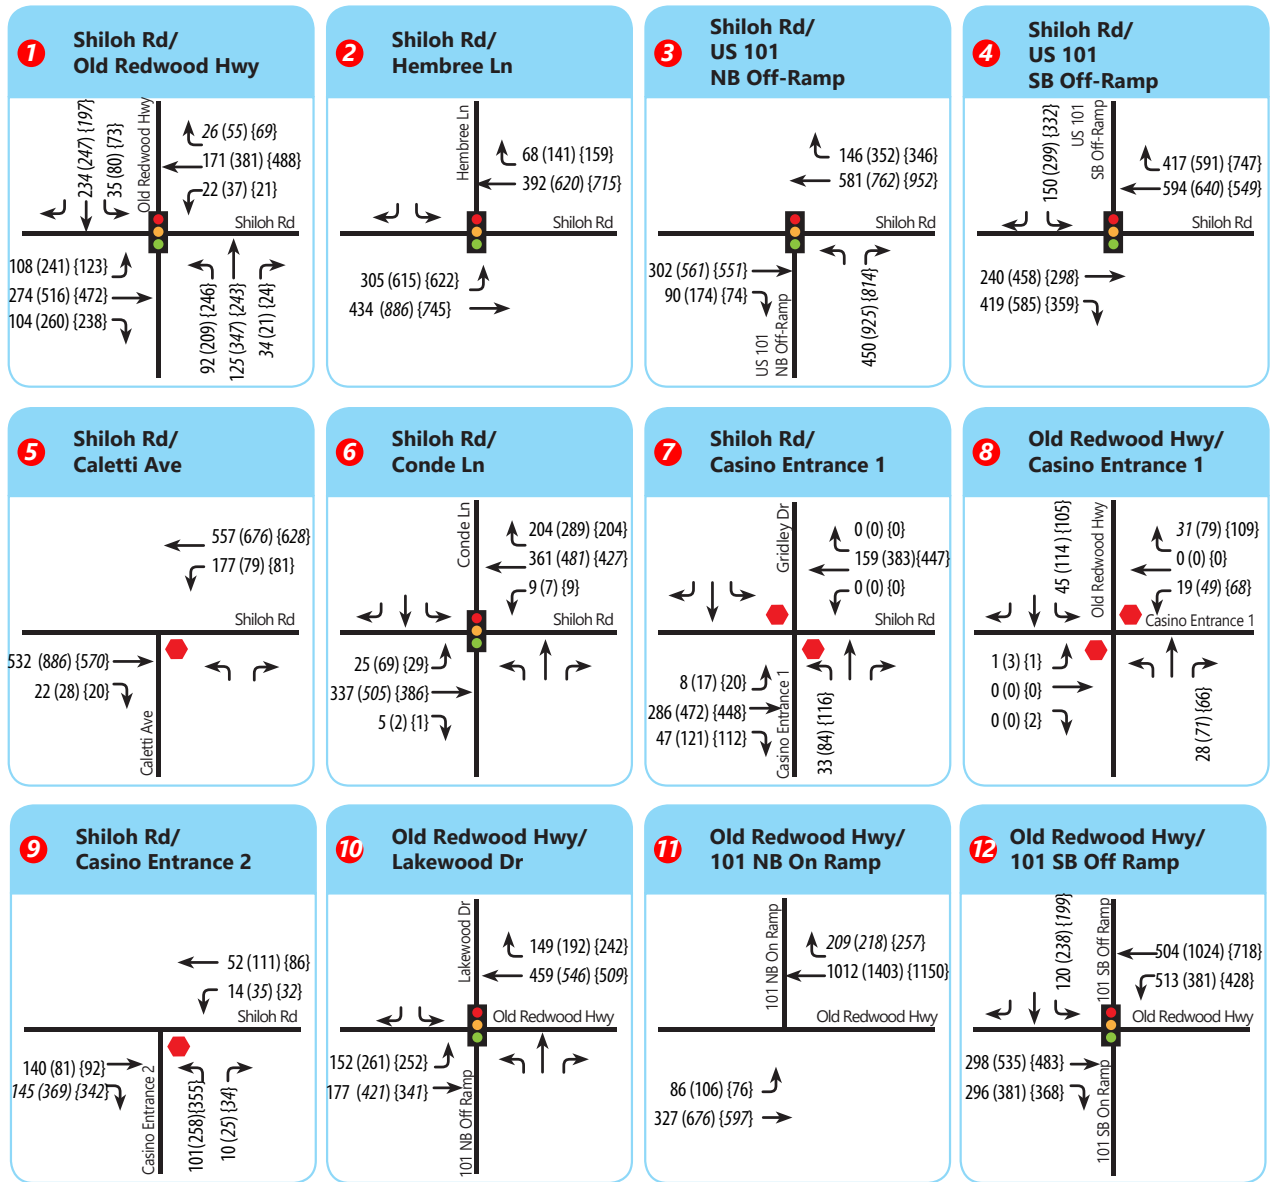 1
Shiloh Rd/
Old Redwood Hwy
234 (247) {197}
35 (80) {73}
Old Redwood Hwy
26 (55) {69}
171 (381) {488}
22 (37) {21}
Shiloh Rd
108 (241) {123}
274 (516) {472}
104 (260) {238}
92 (209) {246}
125 (347) {243}
34 (21) {24}
2
Shiloh Rd/
Hembree Ln
Hembree Ln
68 (141) {159}
392 (620) {715}
Shiloh Rd
305 (615) {622}
434 (886) {745}
3
Shiloh Rd/
US 101
NB Off-Ramp
146 (352) {346}
581 (762) {952}
Shiloh Rd
302 (561) {551}
90 (174) {74}
US 101
NB Off-Ramp
450 (925) {814}
4
Shiloh Rd/
US 101
SB Off-Ramp
150 (299) {332}
US 101
SB Off-Ramp
417 (591) {747}
594 (640) {549}
Shiloh Rd
240 (458) {298}
419 (585) {359}
5
Shiloh Rd/
Caletti Ave
557 (676) {628}
177 (79) {81}
Shiloh Rd
532 (886) {570}
22 (28) {20}
Caletti Ave
6
Shiloh Rd/
Conde Ln
Conde Ln
204 (289) {204}
361 (481) {427}
9 (7) {9}
Shiloh Rd
25 (69) {29}
337 (505) {386}
5 (2) {1}
7
Shiloh Rd/
Casino Entrance 1
Gridley Dr
0 (0) {0}
159 (383){447}
0 (0) {0}
Shiloh Rd
8 (17) {20}
286 (472) {448}
47 (121) {112}
Casino Entrance 1
33 (84) {116}
8
Old Redwood Hwy/
Casino Entrance 1
45 (114) {105}
Old Redwood Hwy
31 (79) {109}
0 (0) {0}
19 (49) {68}
Casino Entrance 1
1 (3) {1}
0 (0) {0}
0 (0) {2}
28 (71) {66}
9
Shiloh Rd/
Casino Entrance 2
52 (111) {86}
14 (35) {32}
Shiloh Rd
140 (81) {92}
145 (369) {342}
Casino Entrance 2
101(258){355}
10 (25) {34}
10
Old Redwood Hwy/
Lakewood Dr
Lakewood Dr
149 (192) {242}
459 (546) {509}
Old Redwood Hwy
152 (261) {252}
177 (421) {341}
101 NB Off Ramp
11
Old Redwood Hwy/
101 NB On Ramp
101 NB On Ramp
209 (218) {257}
1012 (1403) {1150}
Old Redwood Hwy
86 (106) {76}
327 (676) {597}
12
Old Redwood Hwy/
101 SB Off Ramp
120 (238) {199}
101 SB Off Ramp
504 (1024) {718}
513 (381) {428}
Old Redwood Hwy
298 (535) {483}
296 (381) {368}
101 SB On Ramp